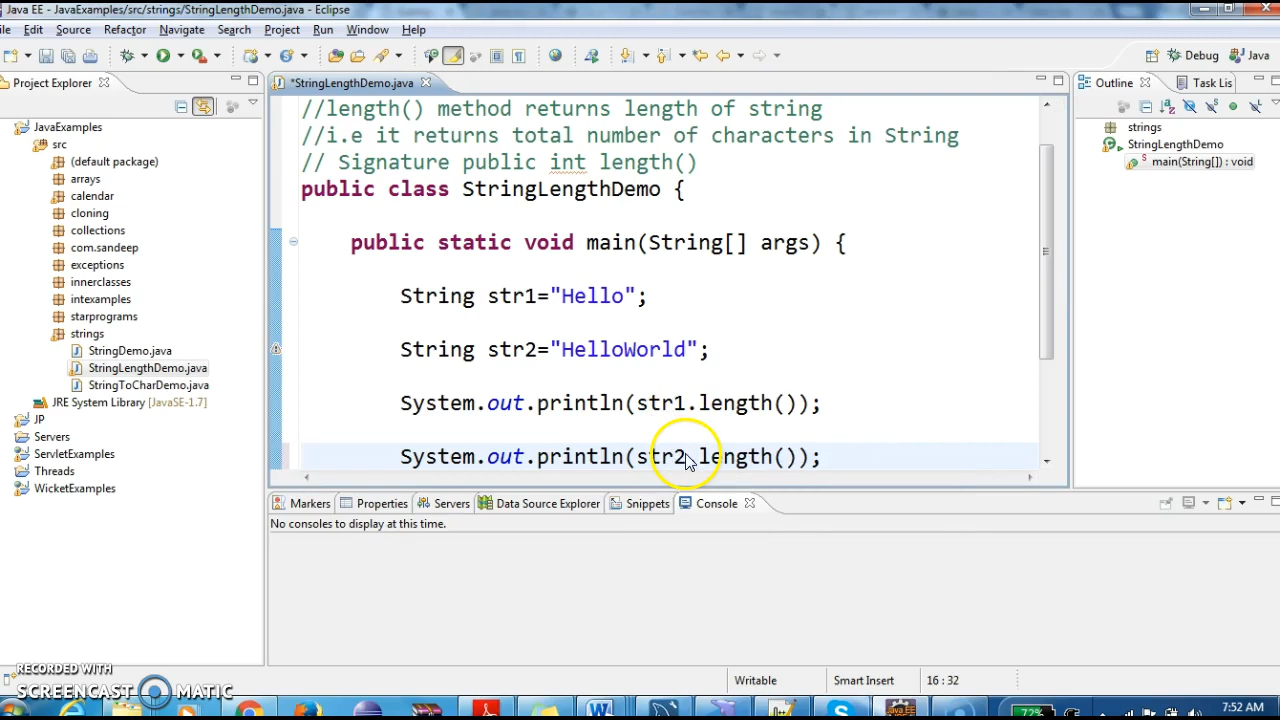 Java EE - JavaExamples/src/strings/StringLengthDemo.java - Eclipse
Edit Source Refactor Navigate Search Project Run Window Help
Debug Java
Project Explorer
*StringLengthDemo.java
Outline Task Lis
JavaExamples
src
(default package)
arrays
calendar
cloning
collections
com.sandeep
exceptions
innerclasses
intexamples
starprograms
strings
StringDemo.java
StringLengthDemo.java
StringToCharDemo.java
JRE System Library [JavaSE-1.7]
JP
Servers
ServletExamples
Threads
WicketExamples
//length() method returns length of string
//i.e it returns total number of characters in String
// Signature public int length()
public class StringLengthDemo {
public static void main(String[] args) {
String str1="Hello";
String str2="HelloWorld";
System.out.println(str1.length());
System.out.println(str2.length());
strings
StringLengthDemo
S
main(String[]) : void
Markers Properties Servers Data Source Explorer Snippets Console
No consoles to display at this time.
Writable Smart Insert 16 : 32
RECORDED WITH
SCREENCAST MATIC
72% 7:52 AM